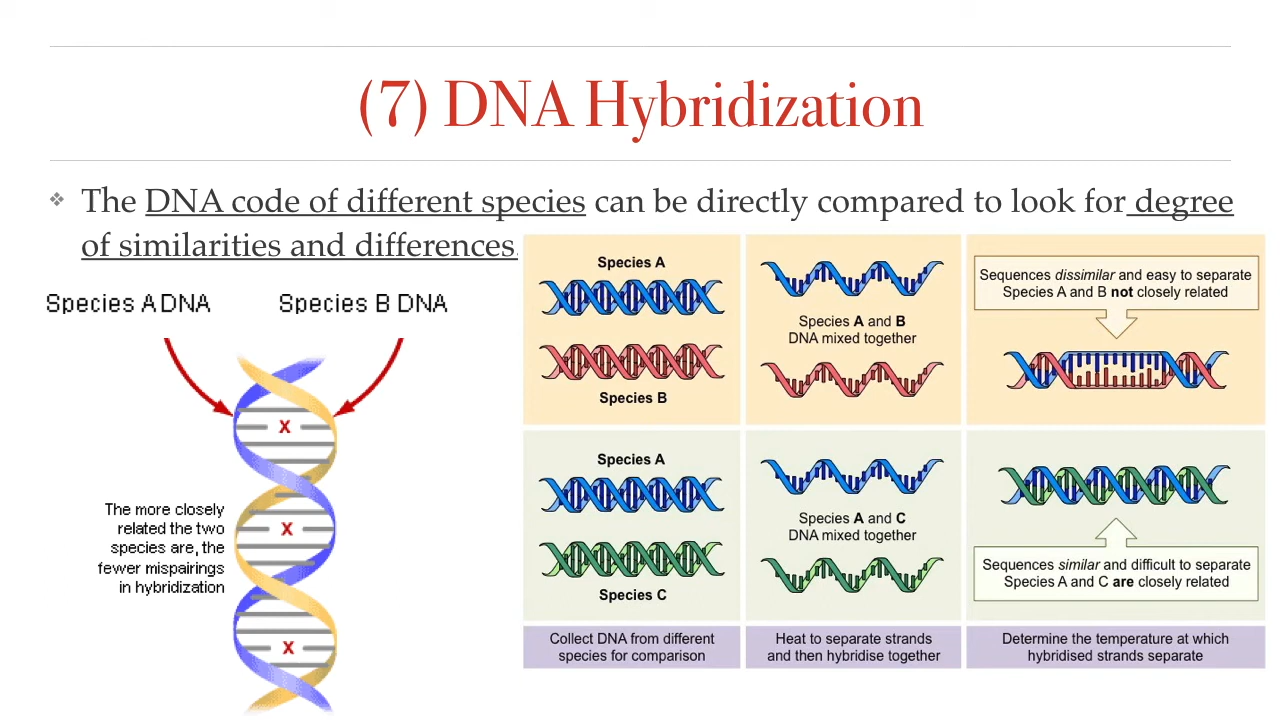 (7) DNA Hybridization
❖ The DNA code of different species can be directly compared to look for degree
of similarities and differences.
Species A DNA
Species B DNA
X
X
X
The more closely
related the two
species are, the
fewer mispairings
in hybridization
Species A
Species B
Species A and B
DNA mixed together
Sequences dissimilar and easy to separate
Species A and B not closely related
Species A
Species C
Species A and C
DNA mixed together
Sequences similar and difficult to separate
Species A and C are closely related
Collect DNA from different
species for comparison
Heat to separate strands
and then hybridise together
Determine the temperature at which
hybridised strands separate